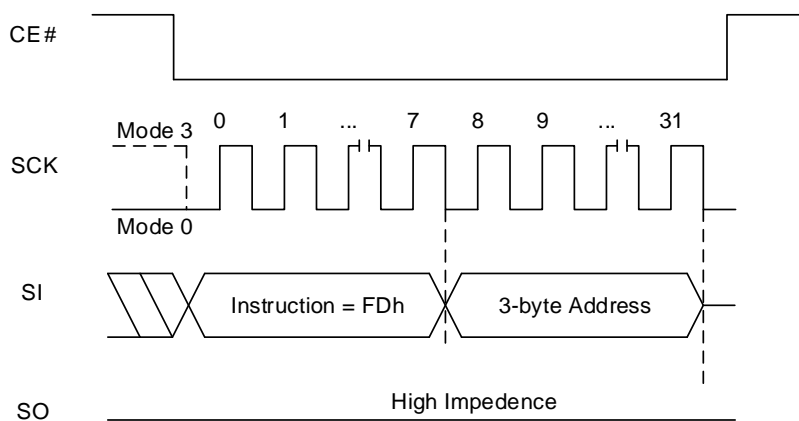 CE#
0 1 ... 7 8 9 ... 31
Mode 3
SCK
Mode 0
SI
Instruction = FDh
3-byte Address
High Impedence
SO